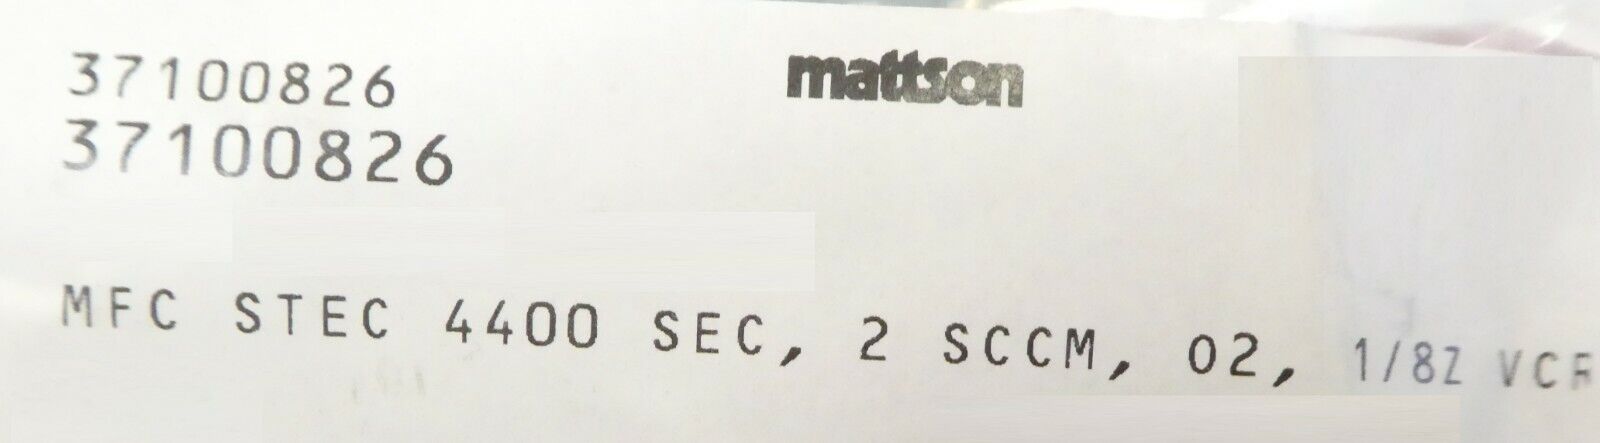 37100826 mattson
37100826
MFC STEC 4400 SEC, 2 SCCM, O2, 1/8Z VCR